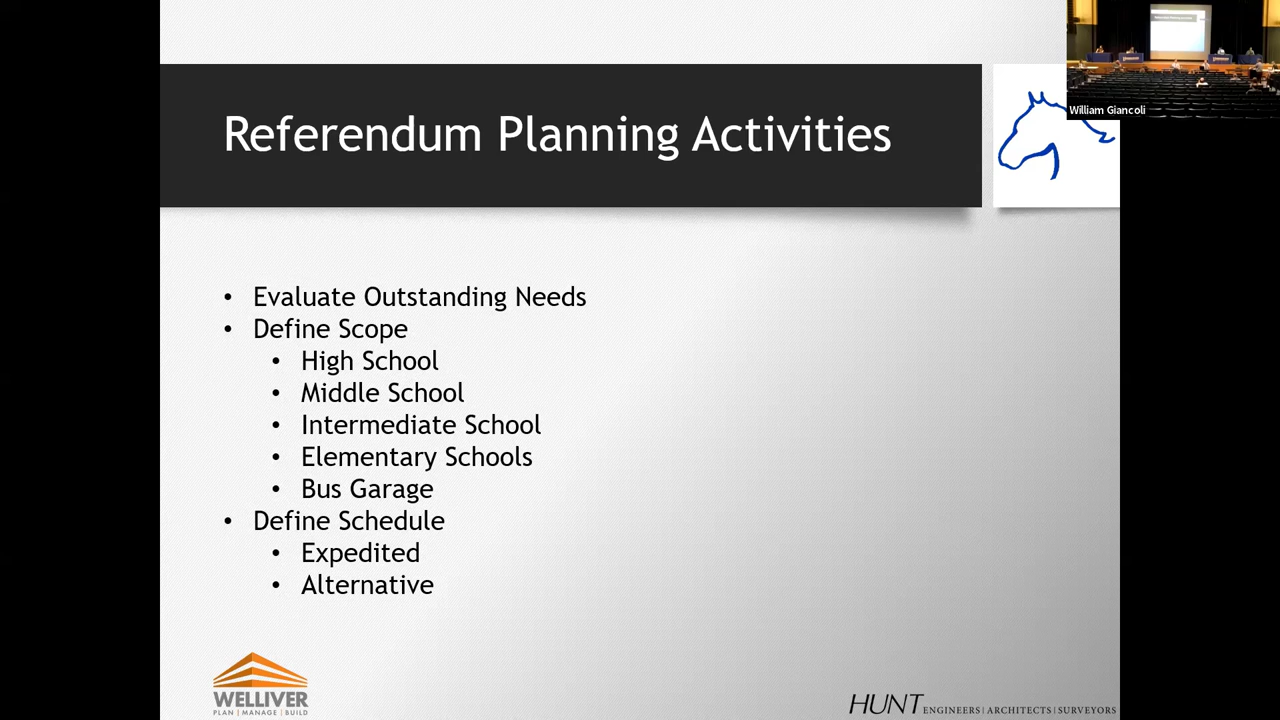 William Giancoli
Referendum Planning Activities
• Evaluate Outstanding Needs
• Define Scope
• High School
• Middle School
• Intermediate School
• Elementary Schools
• Bus Garage
• Define Schedule
• Expedited
• Alternative
WELLIVER
PLAN | MANAGE | BUILD
HUNT ENGINEERS | ARCHITECTS | SURVEYORS